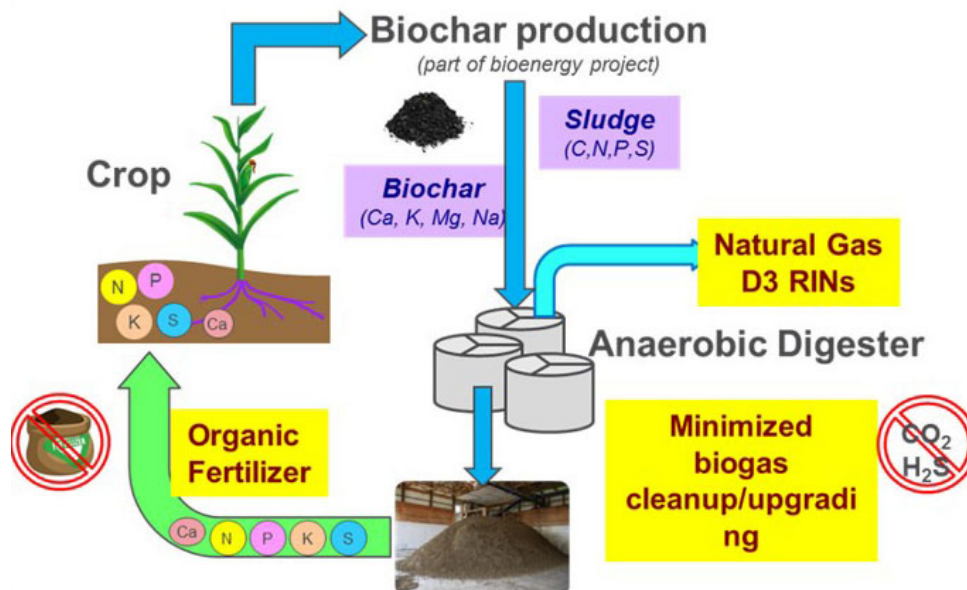 Biochar production
(part of bioenergy project)
Sludge
(C,N,P,S)
Crop
Biochar
(Ca, K, Mg, Na)
Natural Gas
D3 RINs
N
P
K
S
Ca
Anaerobic Digester
Organic
Fertilizer
Minimized
biogas
cleanup/upgradi
ng
CO2
H2S
Ca
N
P
K
S